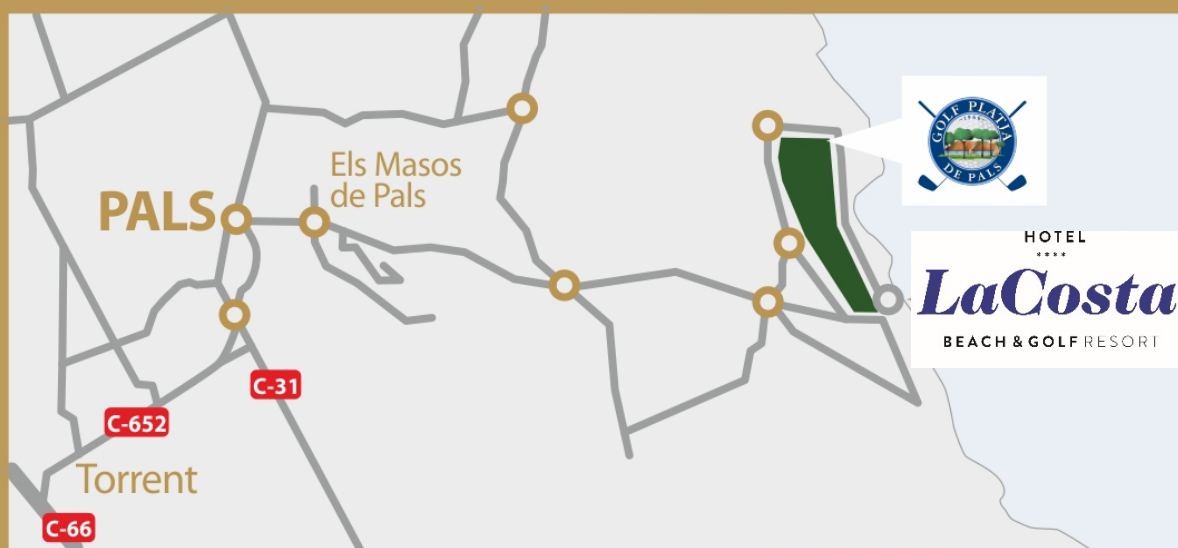 Els Masos
de Pals
PALS
GOLF PLATJA
DE PALS
HOTEL
****
LaCosta
BEACH & GOLF RESORT
C-31
C-652
Torrent
C-66